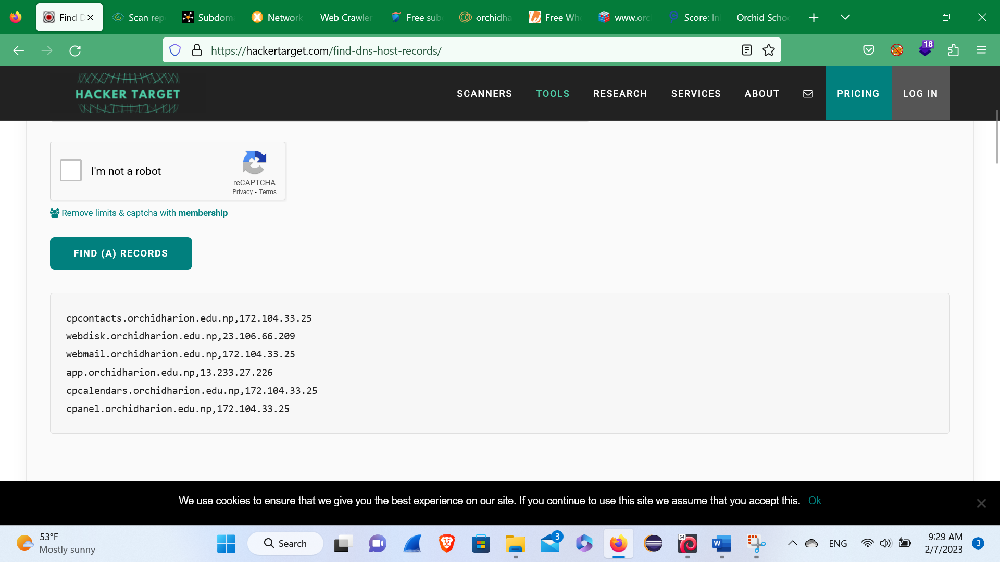 Find D
Scan rep
Subdoma
Network
Web Crawler
Free sub
orchidha
Free Wh
www.orc
Score: In
Orchid Scho
https://hackertarget.com/find-dns-host-records/
18
HACKER TARGET
SCANNERS
TOOLS
RESEARCH
SERVICES
ABOUT
PRICING
LOG IN
I'm not a robot
reCAPTCHA
Privacy - Terms
Remove limits & captcha with membership
FIND (A) RECORDS
cpcontacts.orchidharion.edu.np,172.104.33.25
webdisk.orchidharion.edu.np,23.106.66.209
webmail.orchidharion.edu.np,172.104.33.25
app.orchidharion.edu.np,13.233.27.226
cpcalendars.orchidharion.edu.np,172.104.33.25
cpanel.orchidharion.edu.np,172.104.33.25
We use cookies to ensure that we give you the best experience on our site. If you continue to use this site we assume that you accept this. Ok
53°F
Mostly sunny
Search
3
64
W
ENG
9:29 AM
2/7/2023
3